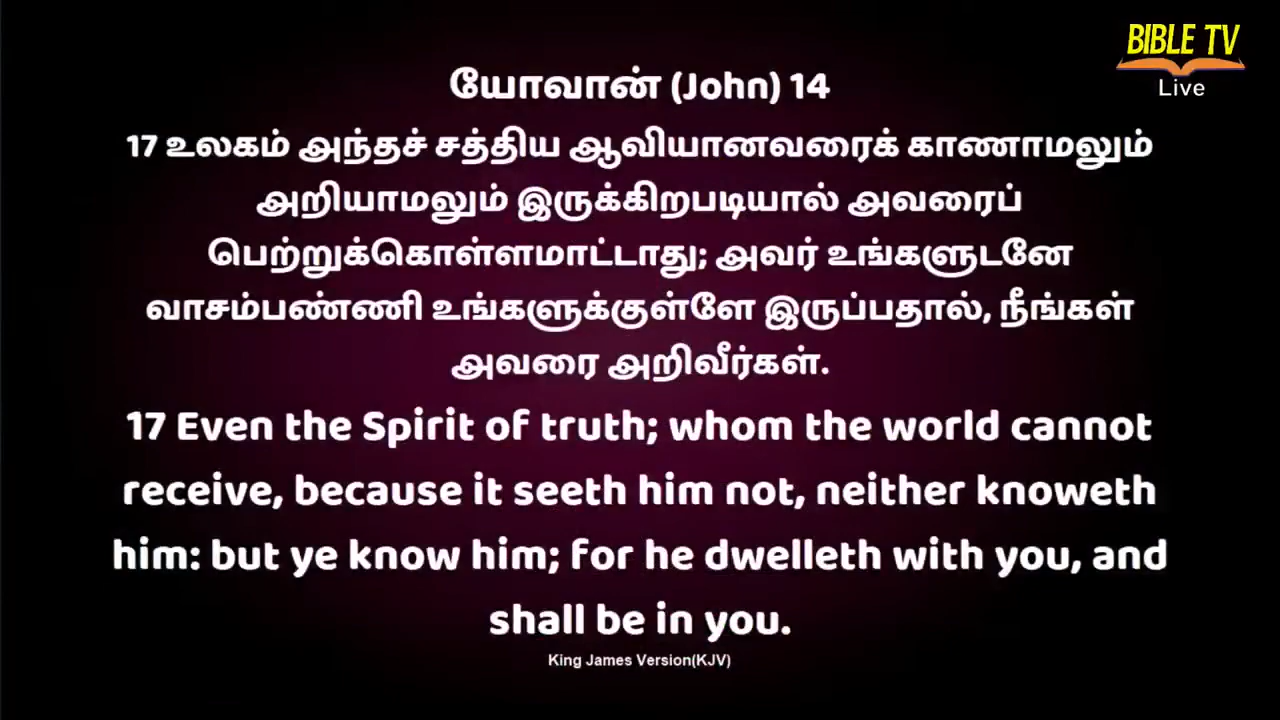 BIBLE TV
Live
யோவான் (John) 14
17 உலகம் அந்தச் சத்திய ஆவியானவரைக் காணாமலும்
அறியாமலும் இருக்கிறபடியால் அவரைப்
பெற்றுக்கொள்ளமாட்டாது; அவர் உங்களுடனே
வாசம்பண்ணி உங்களுக்குள்ளே இருப்பதால், நீங்கள்
அவரை அறிவீர்கள்.
17 Even the Spirit of truth; whom the world cannot
receive, because it seeth him not, neither knoweth
him: but ye know him; for he dwelleth with you, and
shall be in you.
King James Version(KJV)